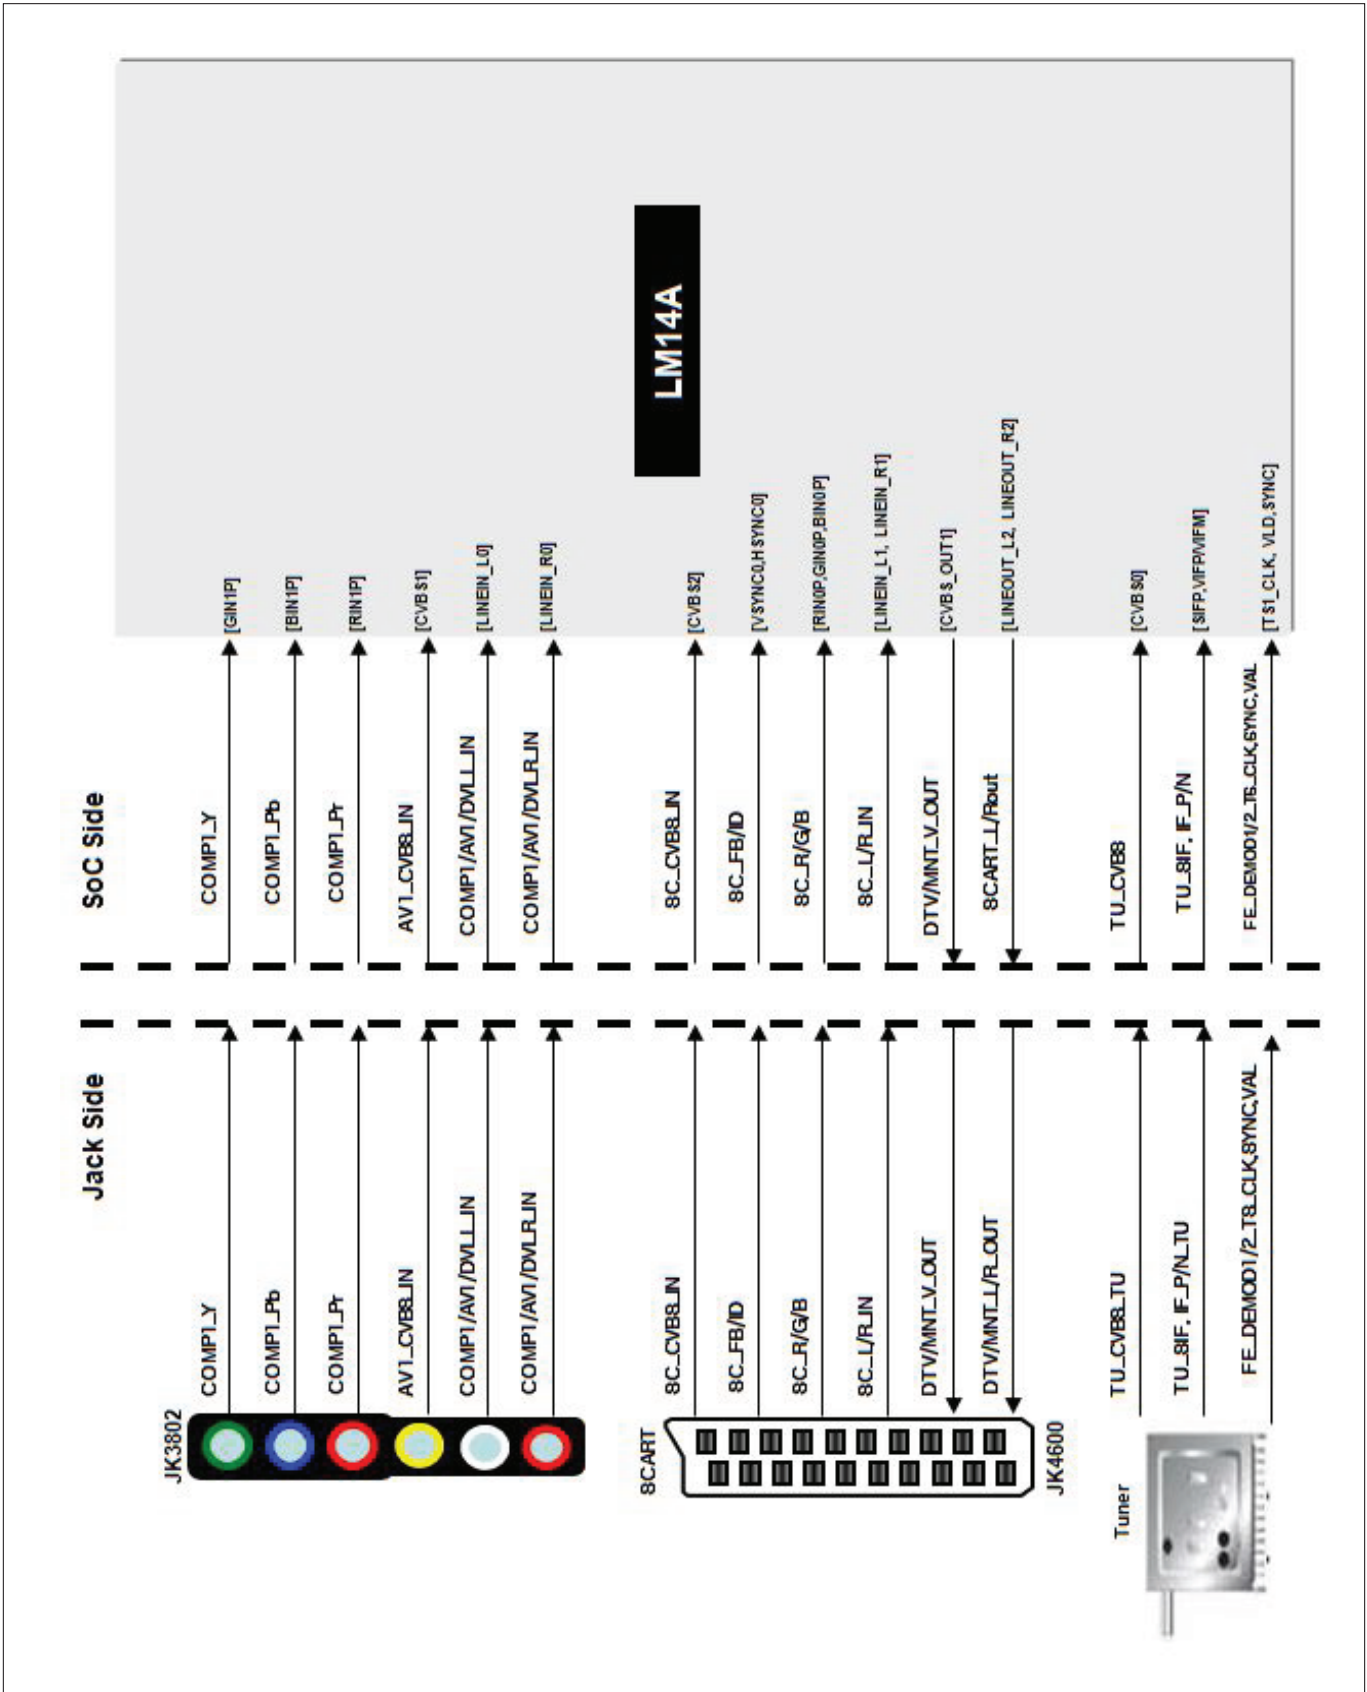 Jack Side
SoC Side
JK3802
COMP1_Y
COMP1_Y
[GIN1P]
COMP1_Pb
COMP1_Pb
[BIN1P]
COMP1_Pr
COMP1_Pr
[RIN1P]
AV1_CVBS_IN
AV1_CVBS_IN
[CVBS1]
COMP1/AV1/DVI_L_IN
COMP1/AV1/DVI_L_IN
[LINEIN_L0]
COMP1/AV1/DVI_R_IN
COMP1/AV1/DVI_R_IN
[LINEIN_R0]
LM14A
SCART
SC_CVBS_IN
SC_CVBS_IN
[CVBS2]
SC_FB/ID
SC_FB/ID
[VSYNC0,HSYNC0]
SC_R/G/B
SC_R/G/B
[RIN0P,GIN0P,BIN0P]
SC_L/R_IN
SC_L/R_IN
[LINEIN_L1, LINEIN_R1]
DTV/MNT_V_OUT
DTV/MNT_V_OUT
[CVBS_OUT1]
DTV/MNT_L/R_OUT
SCART_L/Rout
[LINEOUT_L2, LINEOUT_R2]
JK4600
Tuner
TU_CVBS_TU
TU_CVBS
[CVBS0]
TU_SIF, IF_P/N_TU
TU_SIF, IF_P/N
[SIFP,VIFP/VIFM]
FE_DEMOD1/2_TS_CLK,SYNC,VAL
FE_DEMOD1/2_TS_CLK,SYNC,VAL
[TS1_CLK, VLD,SYNC]